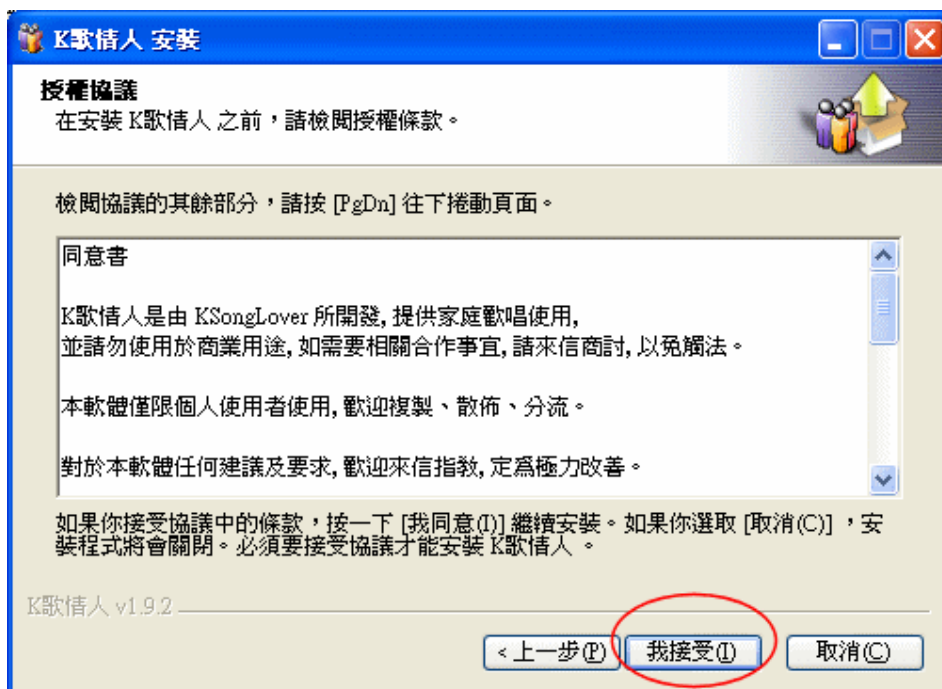 K歌情人 安裝
授權協議
在安裝 K歌情人 之前，請檢閱授權條款。
檢閱協議的其餘部分，請按 [PgDn] 往下捲動頁面。
同意書
K歌情人是由 KSongLover 所開發, 提供家庭歡唱使用,
並請勿使用於商業用途, 如需要相關合作事宜, 請來信商討, 以免觸法。
本軟體僅限個人使用者使用, 歡迎複製、散佈、分流。
對於本軟體任何建議及要求, 歡迎來信指教, 定爲極力改善。
如果你接受協議中的條款，按一下 [我同意(I)] 繼續安裝。如果你選取 [取消(C)] ，安
裝程式將會關閉。必須要接受協議才能安裝 K歌情人 。
K歌情人 v1.9.2
< 上一步(P) 我接受(I) 取消(C)